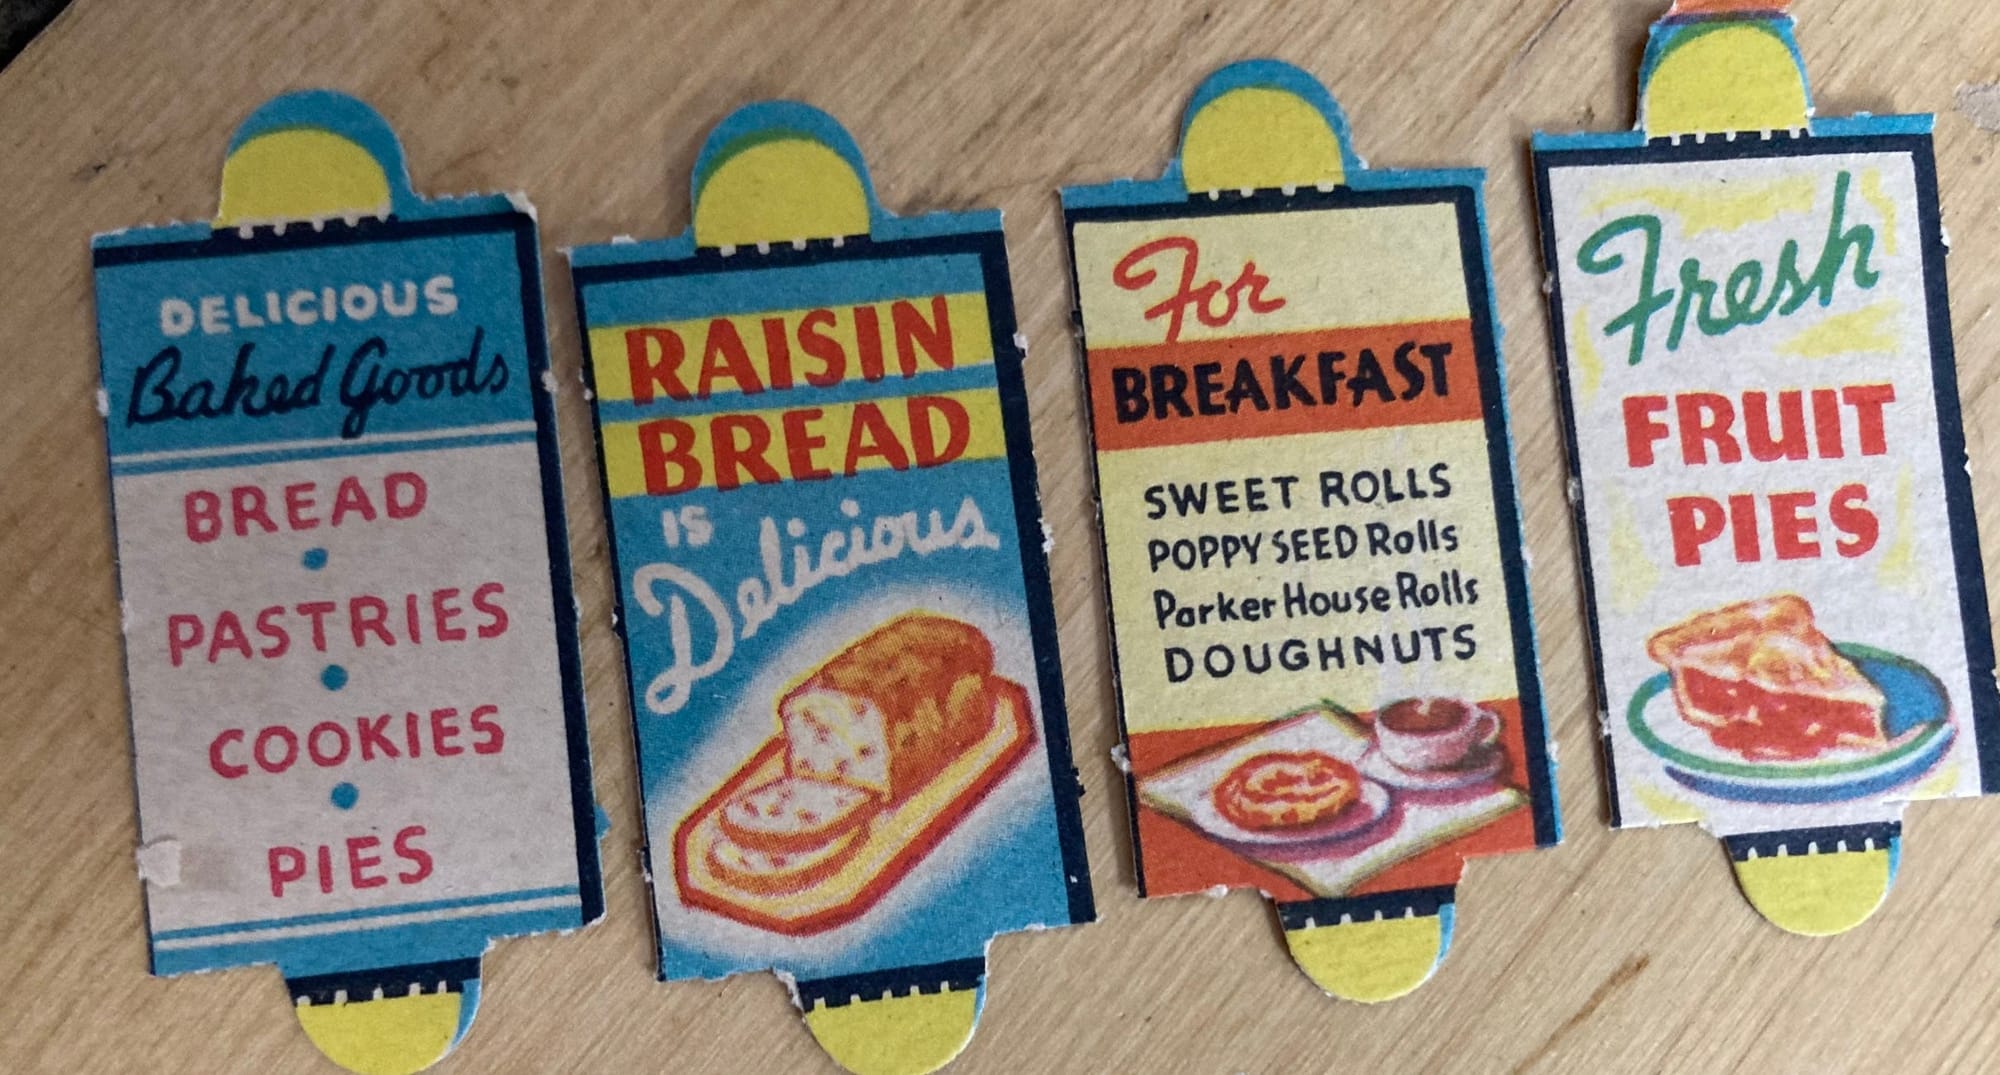 DELICIOUS
Baked Goods
BREAD
PASTRIES
COOKIES
PIES
RAISIN
BREAD
IS
Delicious
For
BREAKFAST
SWEET ROLLS
POPPY SEED Rolls
Parker House Rolls
DOUGHNUTS
Fresh
FRUIT
PIES